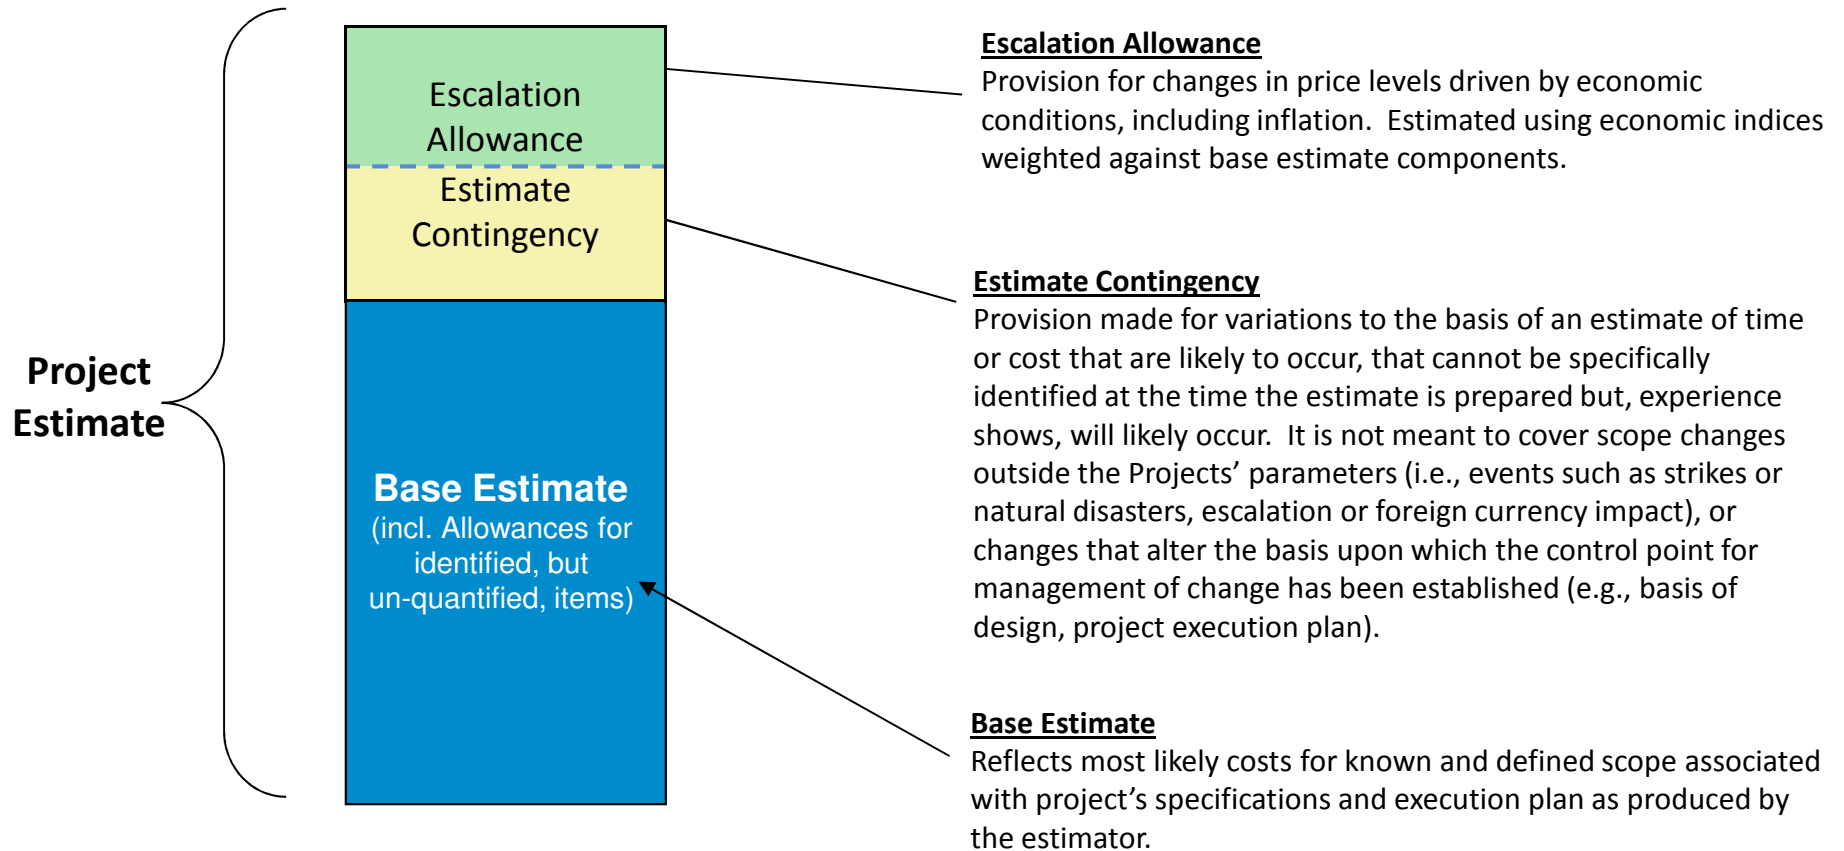 Project
Estimate
Escalation
Allowance
Estimate
Contingency
Base Estimate
(incl. Allowances for
identified, but
un-quantified, items)
Escalation Allowance
Provision for changes in price levels driven by economic
conditions, including inflation.  Estimated using economic indices
weighted against base estimate components.
Estimate Contingency
Provision made for variations to the basis of an estimate of time
or cost that are likely to occur, that cannot be specifically
identified at the time the estimate is prepared but, experience
shows, will likely occur.  It is not meant to cover scope changes
outside the Projects’ parameters (i.e., events such as strikes or
natural disasters, escalation or foreign currency impact), or
changes that alter the basis upon which the control point for
management of change has been established (e.g., basis of
design, project execution plan).
Base Estimate
Reflects most likely costs for known and defined scope associated
with project’s specifications and execution plan as produced by
the estimator.